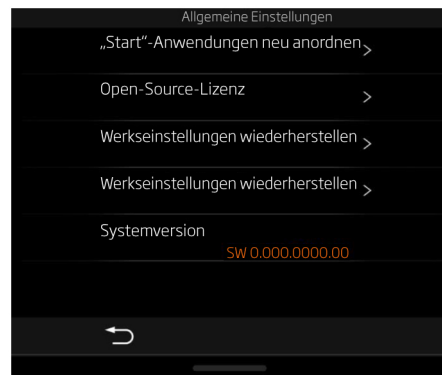 Allgemeine Einstellungen
„Start“-Anwendungen neu anordnen
Open-Source-Lizenz
Werkseinstellungen wiederherstellen
Werkseinstellungen wiederherstellen
Systemversion
SW 0.000.0000.00